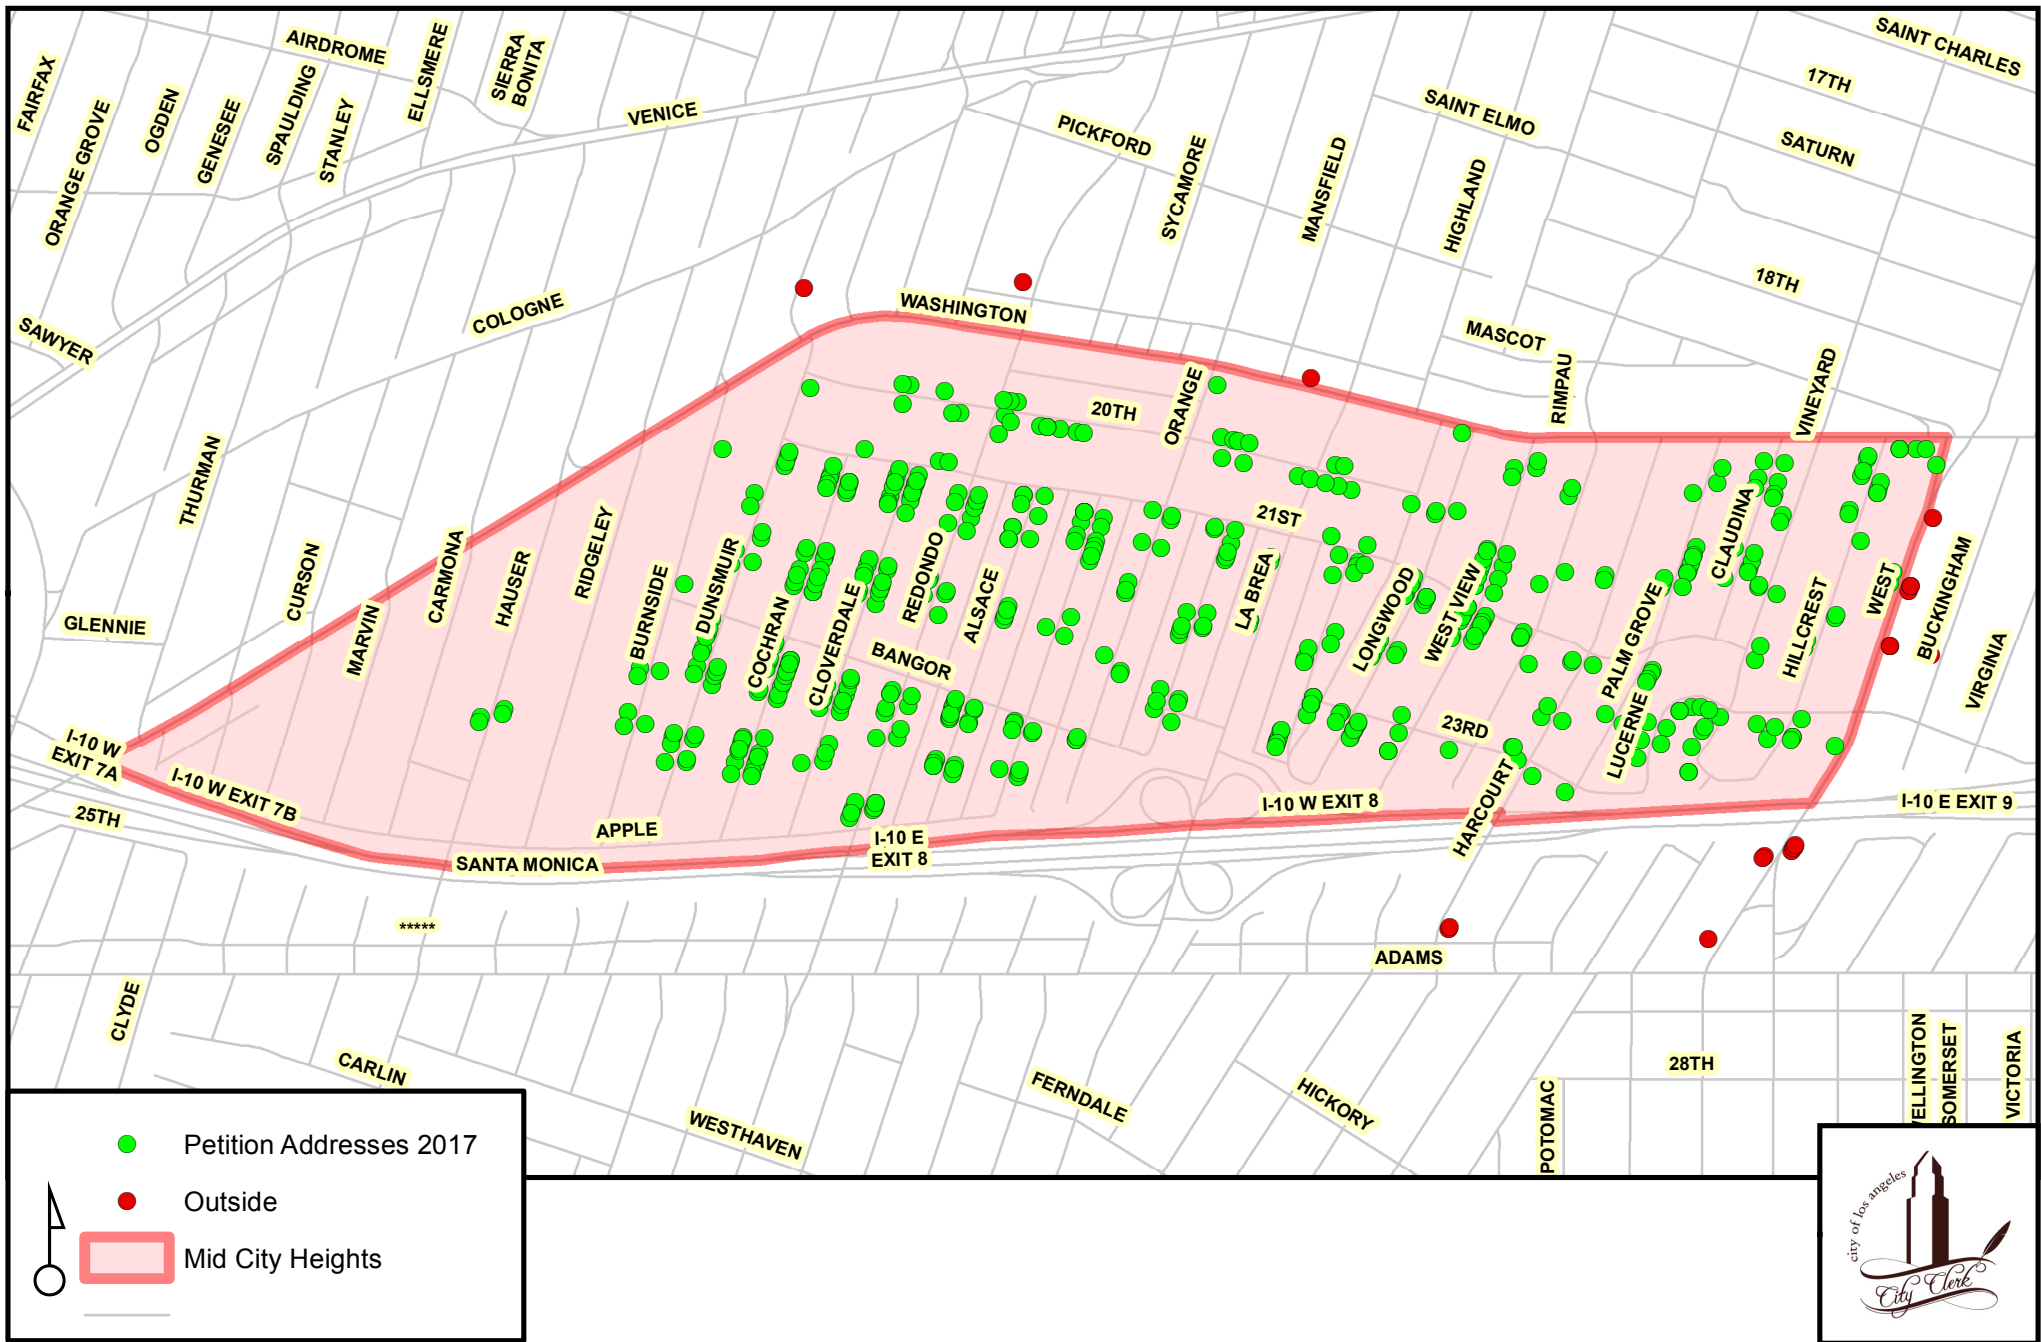 SAINT CHARLES
AIRDROME
ELLSMERE
SIERRA
BONITA
FAIRFAX
ORANGE GROVE
OGDEN
GENESEE
SPAULDING
STANLEY
VENICE
PICKFORD
SYCAMORE
MANSFIELD
HIGHLAND
SAINT ELMO
17TH
SATURN
18TH
SAWYER
COLOGNE
WASHINGTON
MASCOT
RIMPAU
VINEYARD
ORANGE
20TH
THURMAN
CURSON
MARVIN
CARMONA
HAUSER
RIDGELEY
BURNSIDE
DUNSMUIR
COCHRAN
CLOVERDALE
REDONDO
ALSACE
BANGOR
21ST
LA BREA
LONGWOOD
WEST VIEW
PALM GROVE
CLAUDINA
HILLCREST
WEST
BUCKINGHAM
VIRGINIA
GLENNIE
LUCERNE
23RD
HARCOURT
I-10 W
EXIT 7A
I-10 W EXIT 7B
25TH
APPLE
SANTA MONICA
I-10 E
EXIT 8
I-10 W EXIT 8
I-10 E EXIT 9
*****
ADAMS
CLYDE
CARLIN
WESTHAVEN
FERNDALE
HICKORY
POTOMAC
28TH
ELLINGTON
SOMERSET
VICTORIA
Petition Addresses 2017
Outside
Mid City Heights
city of los angeles
City Clerk